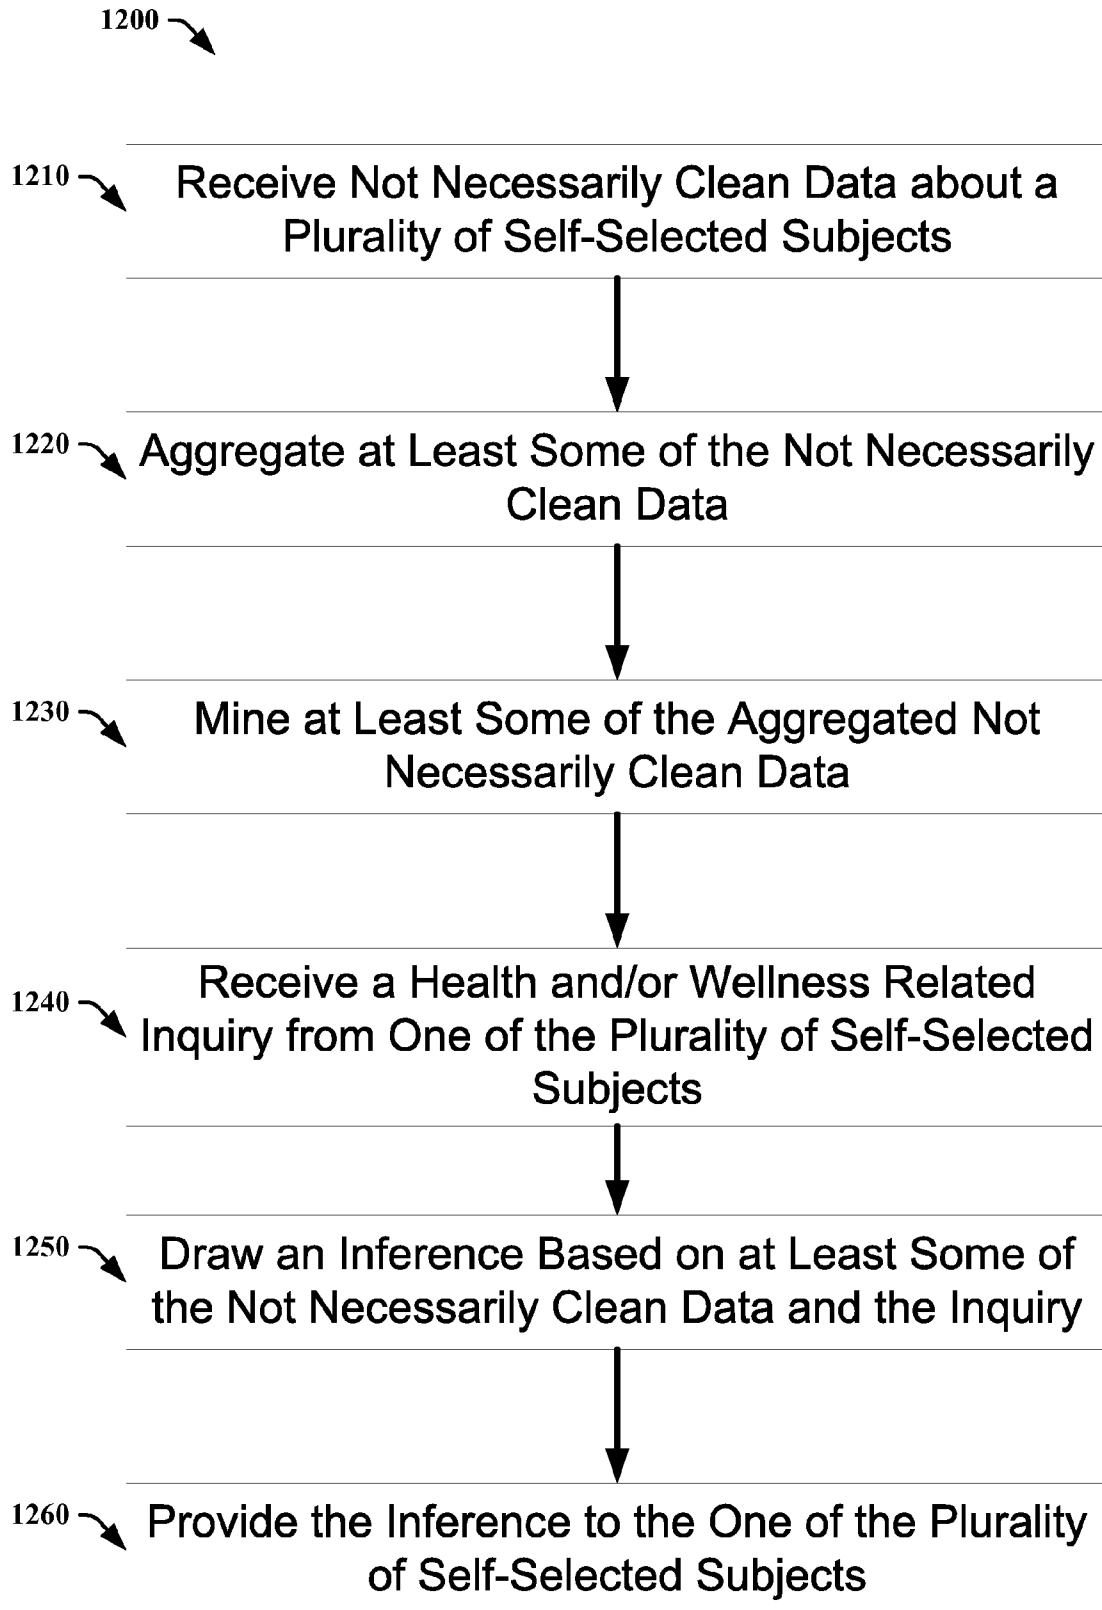 1200
1210
Receive Not Necessarily Clean Data about a
Plurality of Self-Selected Subjects
1220
Aggregate at Least Some of the Not Necessarily
Clean Data
1230
Mine at Least Some of the Aggregated Not
Necessarily Clean Data
1240
Receive a Health and/or Wellness Related
Inquiry from One of the Plurality of Self-Selected
Subjects
1250
Draw an Inference Based on at Least Some of
the Not Necessarily Clean Data and the Inquiry
1260
Provide the Inference to the One of the Plurality
of Self-Selected Subjects